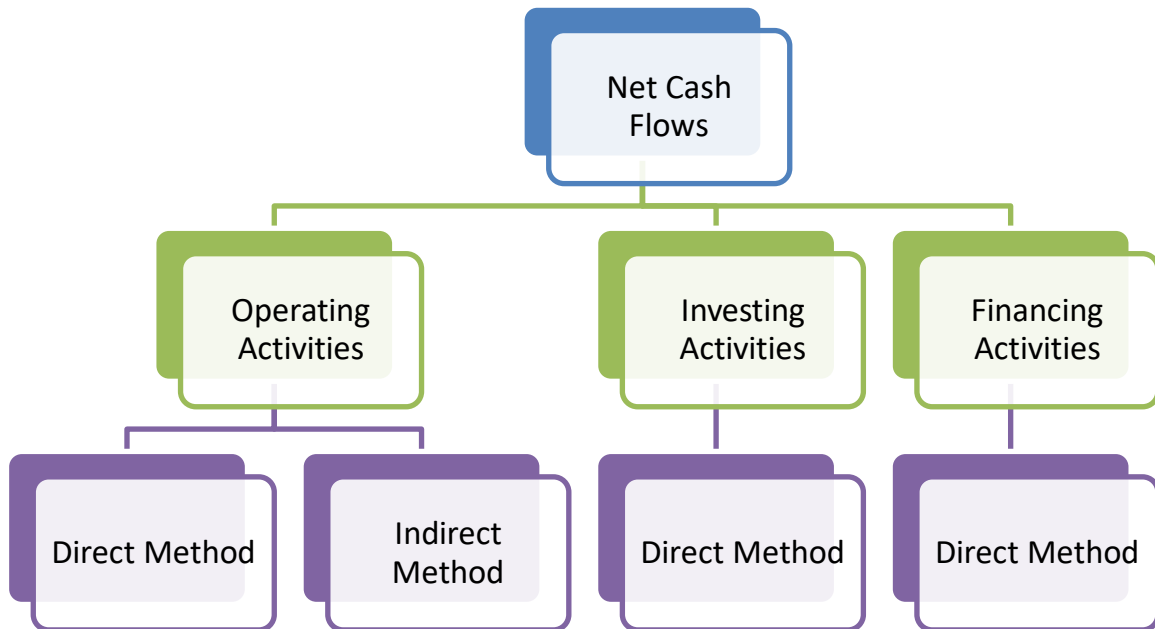 Net Cash
Flows
Operating
Activities
Investing
Activities
Financing
Activities
Direct Method
Indirect
Method
Direct Method
Direct Method